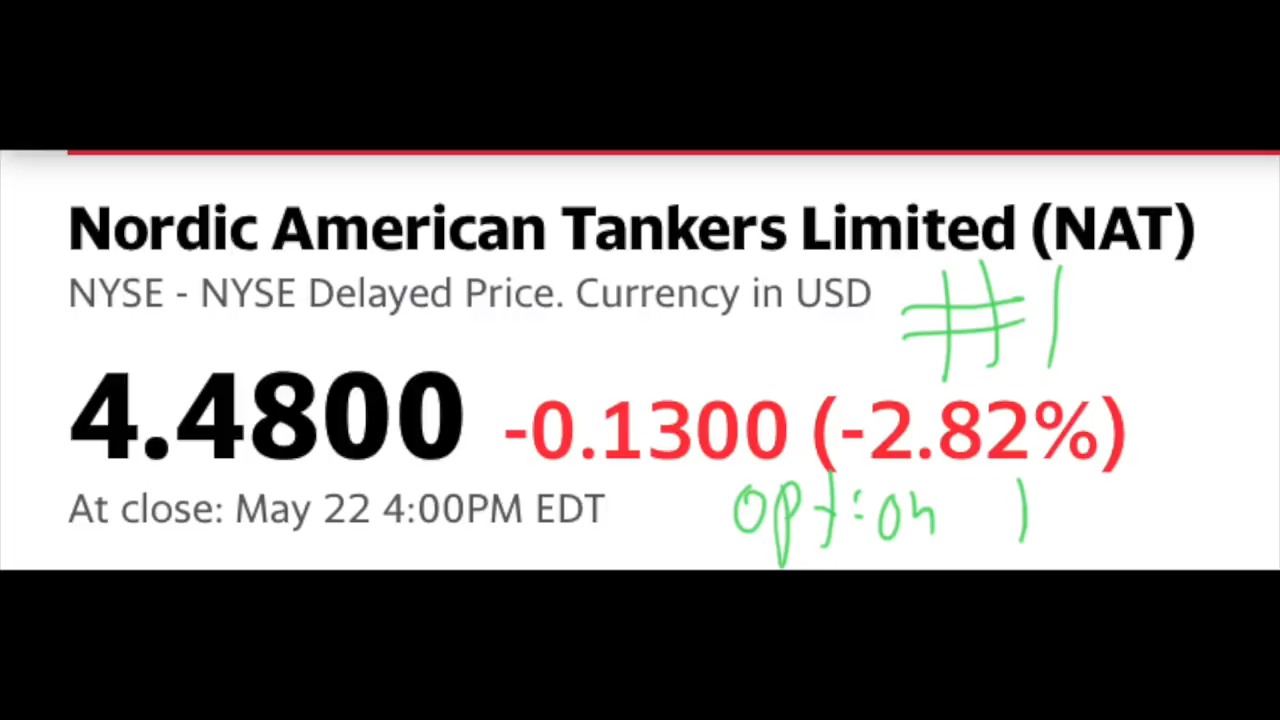 Nordic American Tankers Limited (NAT)
NYSE - NYSE Delayed Price. Currency in USD
#1
4.4800 -0.1300 (-2.82%)
At close: May 22 4:00PM EDT
option 1